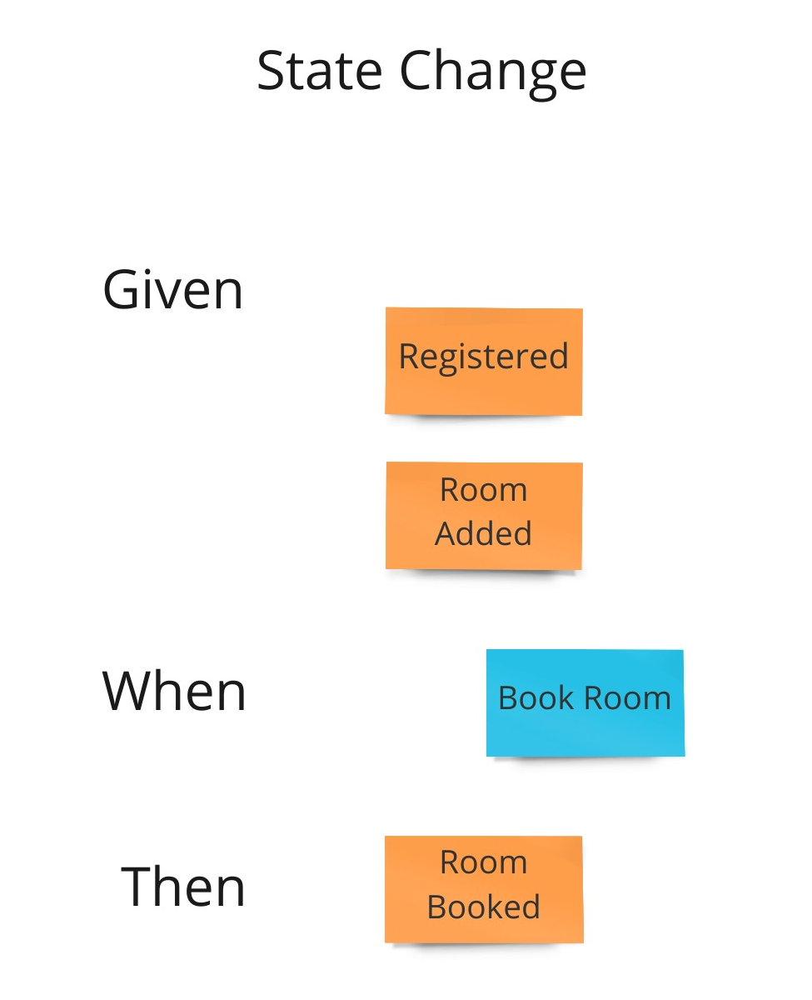 State Change
Given
Registered
Room
Added
When
Book Room
Then
Room
Booked